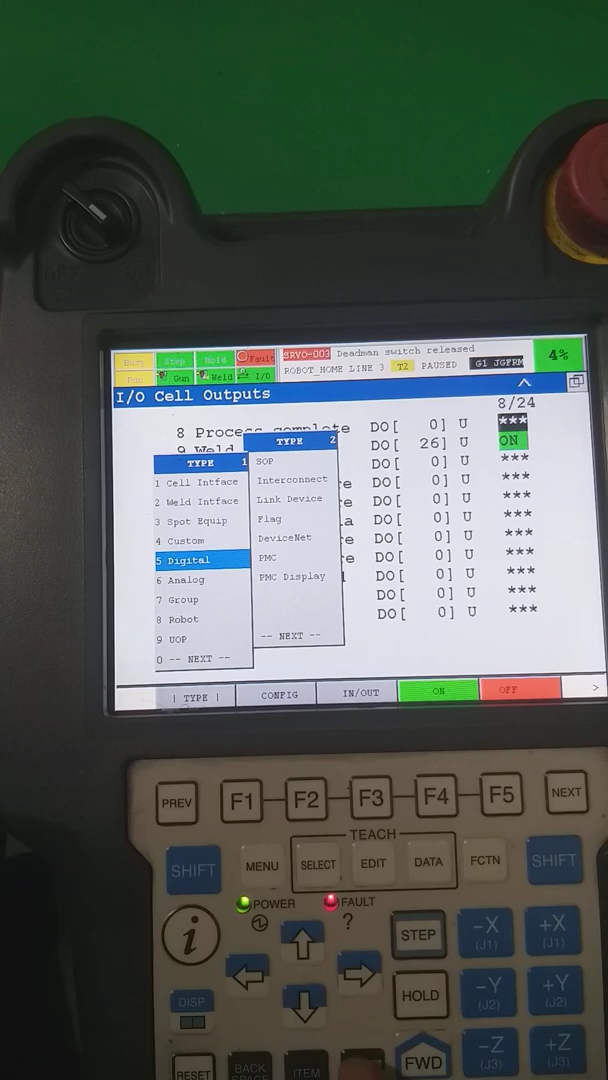 OFF
Busy Step Hold Fault
Run Gun Weld I/O
SRVO-003 Deadman switch released
ROBOT_HOME LINE 3 T2 PAUSED G1 JGFRM
4%
I/O Cell Outputs
8/24
8 Process complete DO[ 0] U ***
9 Weld DO[ 26] U ON
DO[ 0] U ***
re DO[ 0] U ***
re DO[ 0] U ***
a DO[ 0] U ***
e DO[ 0] U ***
re DO[ 0] U ***
DO[ 0] U ***
DO[ 0] U ***
DO[ 0] U ***
TYPE 1
1 Cell Intface
2 Weld Intface
3 Spot Equip
4 Custom
5 Digital
6 Analog
7 Group
8 Robot
9 UOP
0 -- NEXT --
TYPE 2
SOP
Interconnect
Link Device
Flag
DeviceNet
PMC
PMC Display
-- NEXT --
[ TYPE ] CONFIG IN/OUT ON OFF >
PREV F1 F2 F3 F4 F5 NEXT
TEACH
SHIFT MENU SELECT EDIT DATA FCTN SHIFT
POWER FAULT
i ? STEP -X (J1) +X (J1)
DISP HOLD -Y (J2) +Y (J2)
RESET BACK SPACE ITEM FWD -Z (J3) +Z (J3)